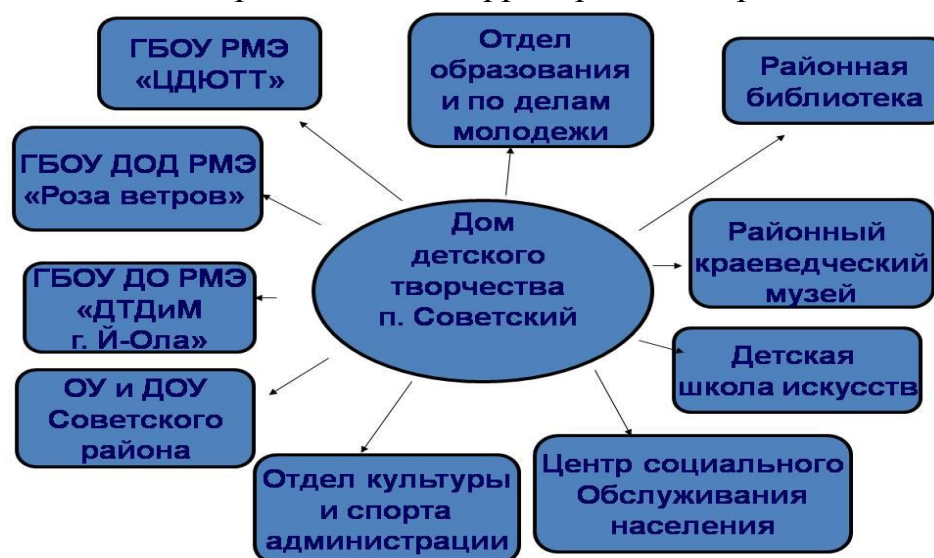 ГБОУ РМЭ
«ЦДЮТТ»
Отдел
образования
и по делам
молодежи
Районная
библиотека
ГБОУ ДОД РМЭ
«Роза ветров»
Дом
детского
творчества
п. Советский
Районный
краеведческий
музей
ГБОУ ДО РМЭ
«ДТДиМ
г. Й-Ола»
Детская
школа искусств
ОУ и ДОУ
Советского
района
Отдел культуры
и спорта
администрации
Центр социального
Обслуживания
населения